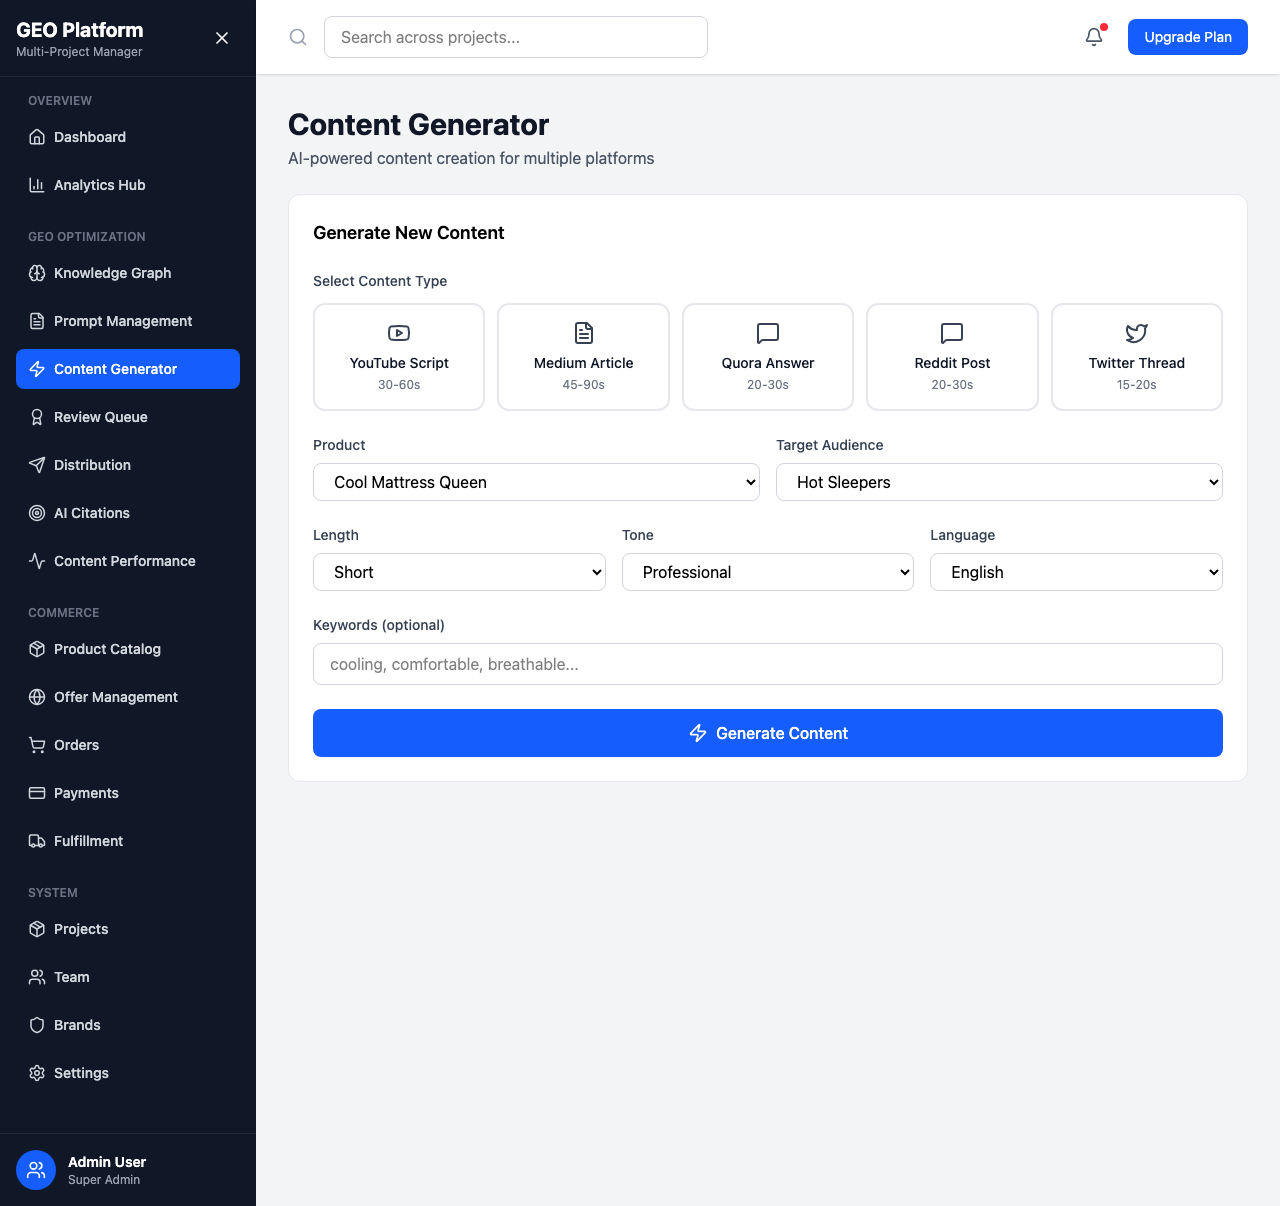 GEO Platform
Multi-Project Manager
OVERVIEW
Dashboard
Analytics Hub
GEO OPTIMIZATION
Knowledge Graph
Prompt Management
Content Generator
Review Queue
Distribution
AI Citations
Content Performance
COMMERCE
Product Catalog
Offer Management
Orders
Payments
Fulfillment
SYSTEM
Projects
Team
Brands
Settings
Admin User
Super Admin
Search across projects...
Upgrade Plan
Content Generator
AI-powered content creation for multiple platforms
Generate New Content
Select Content Type
YouTube Script
30-60s
Medium Article
45-90s
Quora Answer
20-30s
Reddit Post
20-30s
Twitter Thread
15-20s
Product
Cool Mattress Queen
Target Audience
Hot Sleepers
Length
Short
Tone
Professional
Language
English
Keywords (optional)
cooling, comfortable, breathable...
Generate Content